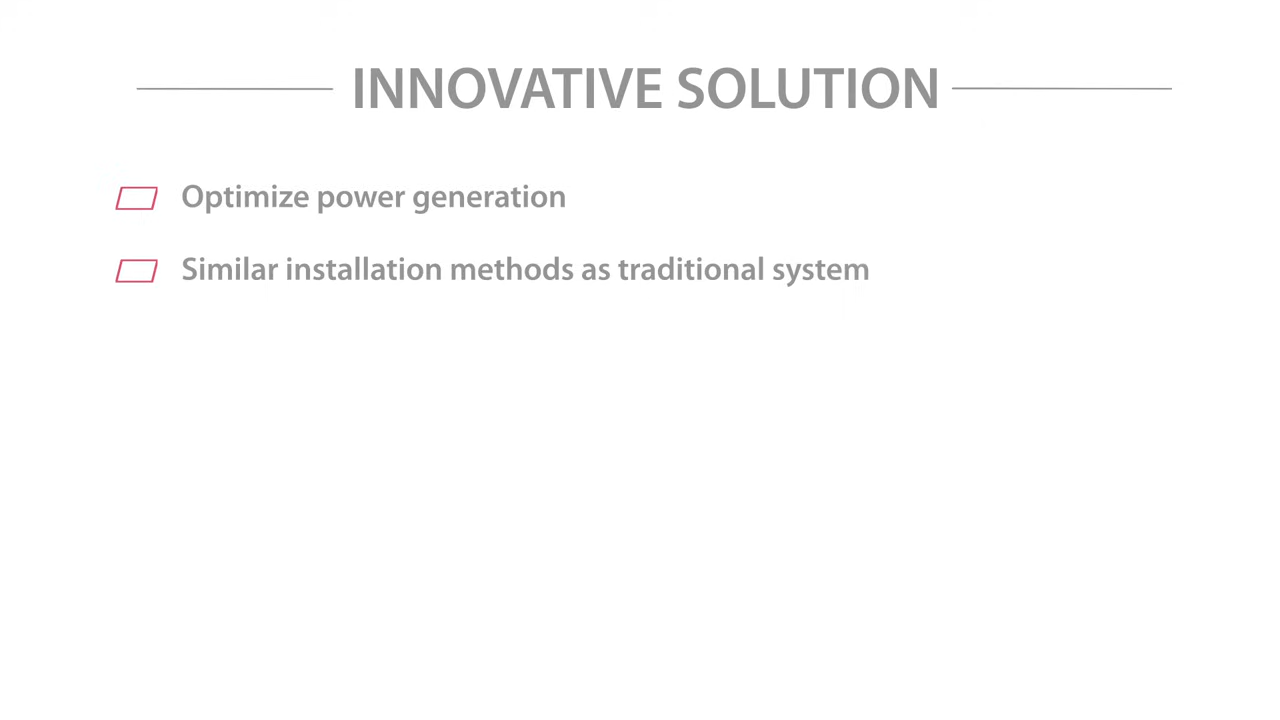 INNOVATIVE SOLUTION
Optimize power generation
Similar installation methods as traditional system